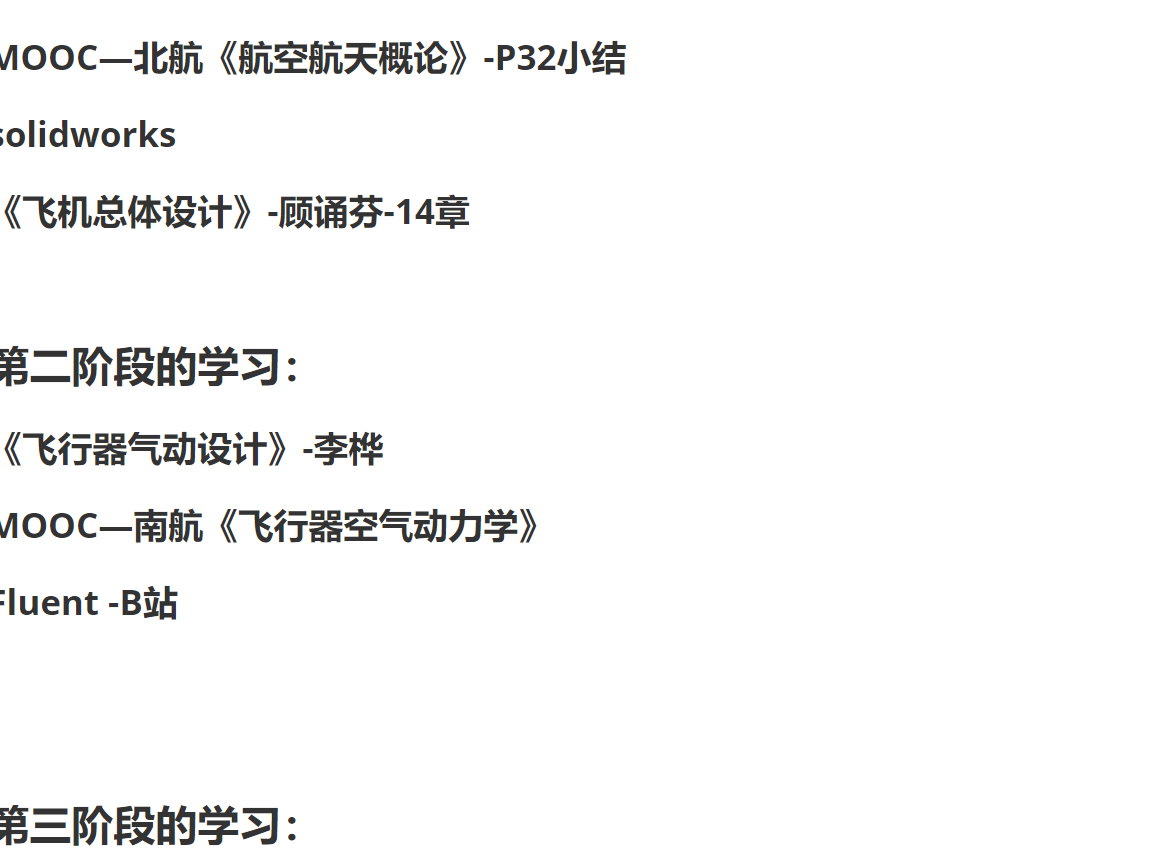 MOOC—北航《航空航天概论》-P32小结
solidworks
《飞机总体设计》-顾诵芬-14章
第二阶段的学习：
《飞行器气动设计》-李桦
MOOC—南航《飞行器空气动力学》
Fluent -B站
第三阶段的学习：